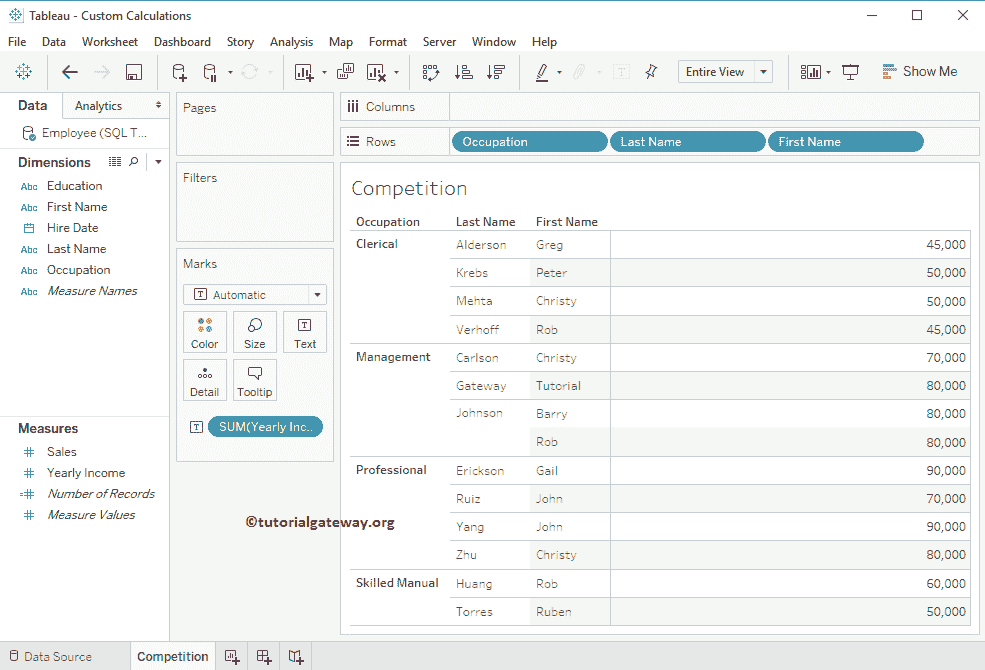 Tableau - Custom Calculations
File Data Worksheet Dashboard Story Analysis Map Format Server Window Help
Entire View
Show Me
Data Analytics
Employee (SQL T...
Dimensions
Abc Education
Abc First Name
Hire Date
Abc Last Name
Abc Occupation
Abc Measure Names
Measures
# Sales
# Yearly Income
=# Number of Records
# Measure Values
Pages
Filters
Marks
T Automatic
Color Size T Text
Detail Tooltip
T SUM(Yearly Inc..
Columns
Rows Occupation Last Name First Name
Competition
Occupation Last Name First Name
Clerical Alderson Greg 45,000
Krebs Peter 50,000
Mehta Christy 50,000
Verhoff Rob 45,000
Management Carlson Christy 70,000
Gateway Tutorial 80,000
Johnson Barry 80,000
Rob 80,000
Professional Erickson Gail 90,000
Ruiz John 70,000
Yang John 90,000
Zhu Christy 80,000
Skilled Manual Huang Rob 60,000
Torres Ruben 50,000
©tutorialgateway.org
Data Source Competition